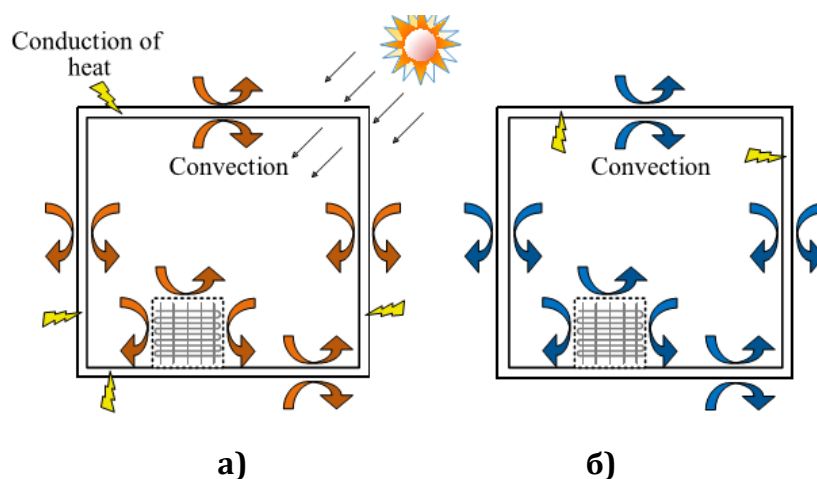 Conduction of
heat
Convection
Convection
а)
б)